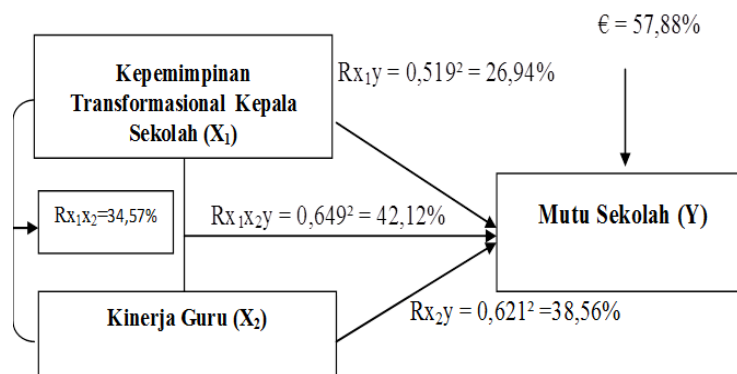 € = 57,88%
Kepemimpinan
Transformasional Kepala
Sekolah (X₁)
Rx₁y = 0,519² = 26,94%
Rx₁x₂=34,57%
Rx₁x₂y = 0,649² = 42,12%
Mutu Sekolah (Y)
Kinerja Guru (X₂)
Rx₂y = 0,621² =38,56%